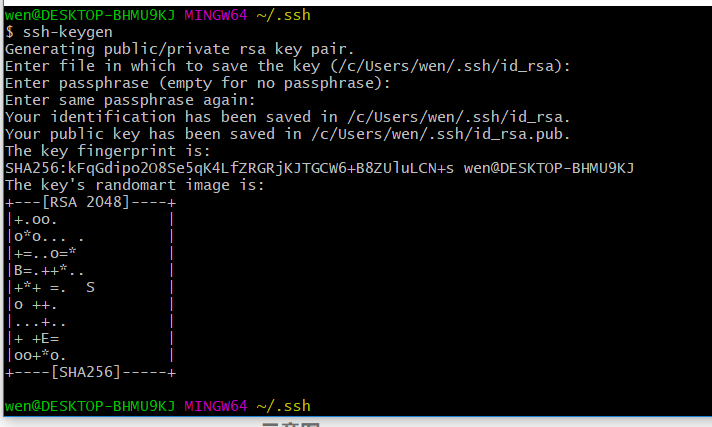 wen@DESKTOP-BHMU9KJ MINGW64 ~/.ssh
$ ssh-keygen
Generating public/private rsa key pair.
Enter file in which to save the key (/c/Users/wen/.ssh/id_rsa):
Enter passphrase (empty for no passphrase):
Enter same passphrase again:
Your identification has been saved in /c/Users/wen/.ssh/id_rsa.
Your public key has been saved in /c/Users/wen/.ssh/id_rsa.pub.
The key fingerprint is:
SHA256:kFqGdipo2O8Se5qK4LfZRGRjKJTGCW6+B8ZUluLCN+s wen@DESKTOP-BHMU9KJ
The key's randomart image is:
+---[RSA 2048]----+
|+.oo.            |
|o*o... .         |
|+=..o=*          |
|B=.++*..         |
|+*+ =.  S        |
|o ++.            |
|...+..           |
|+ +E=            |
|oo+*o.           |
+----[SHA256]-----+
wen@DESKTOP-BHMU9KJ MINGW64 ~/.ssh